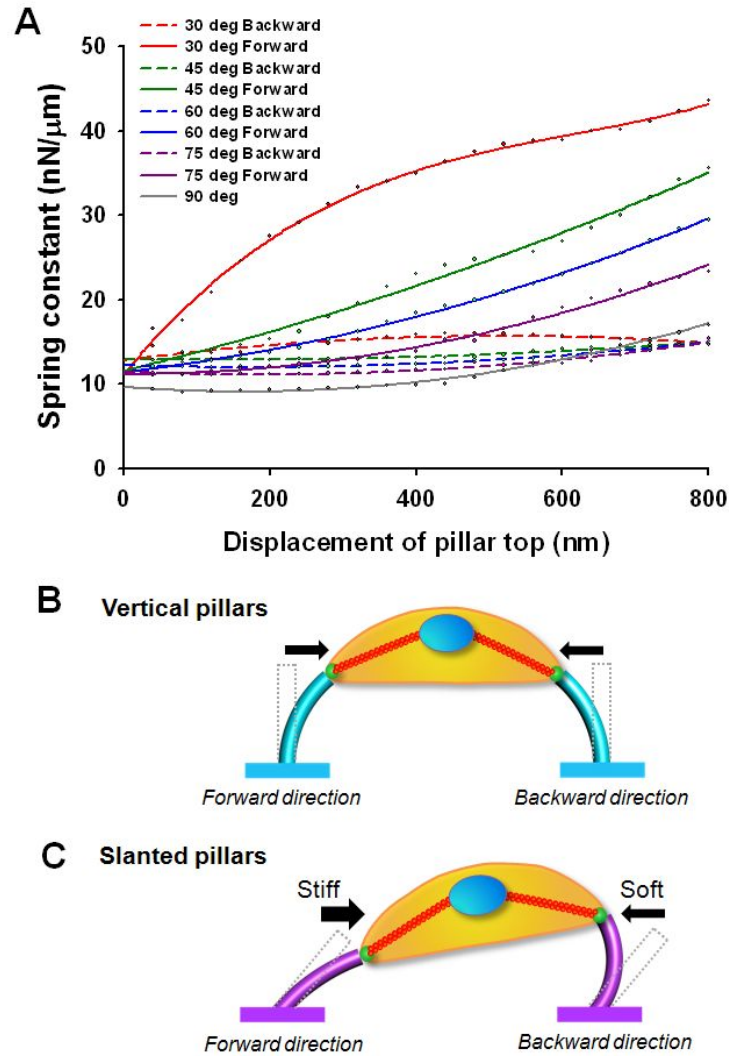 A
30 deg Backward
30 deg Forward
45 deg Backward
45 deg Forward
60 deg Backward
60 deg Forward
75 deg Backward
75 deg Forward
90 deg
50
40
30
20
10
0
Spring constant (nN/μm)
0 200 400 600 800
Displacement of pillar top (nm)
B Vertical pillars
Forward direction Backward direction
C Slanted pillars
Stiff Soft
Forward direction Backward direction